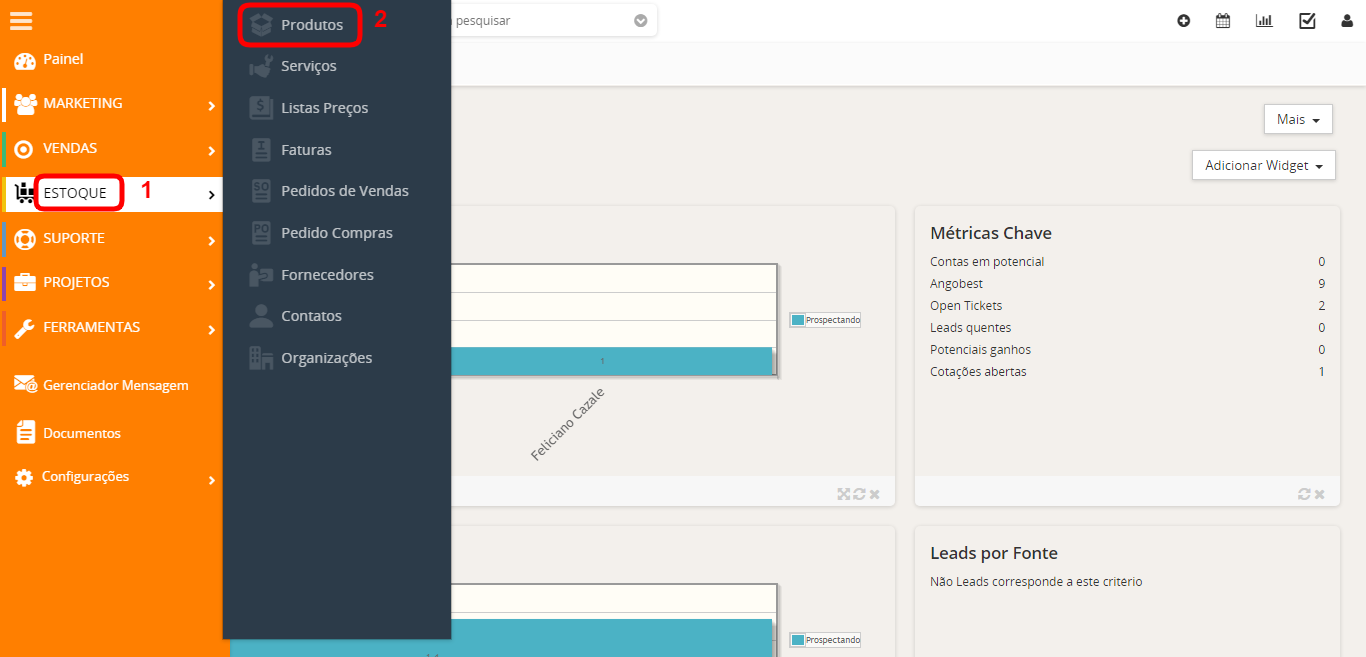 Painel
MARKETING
VENDAS
ESTOQUE
1
SUPORTE
PROJETOS
FERRAMENTAS
Gerenciador Mensagem
Documentos
Configurações
Produtos
2
Serviços
Listas Preços
Faturas
Pedidos de Vendas
Pedido Compras
Fornecedores
Contatos
Organizações
pesquisar
Mais
Adicionar Widget
Prospectando
1
Feliciano Cazale
Métricas Chave
Contas em potencial 0
Angobest 9
Open Tickets 2
Leads quentes 0
Potenciais ganhos 0
Cotações abertas 1
Prospectando
Leads por Fonte
Não Leads corresponde a este critério